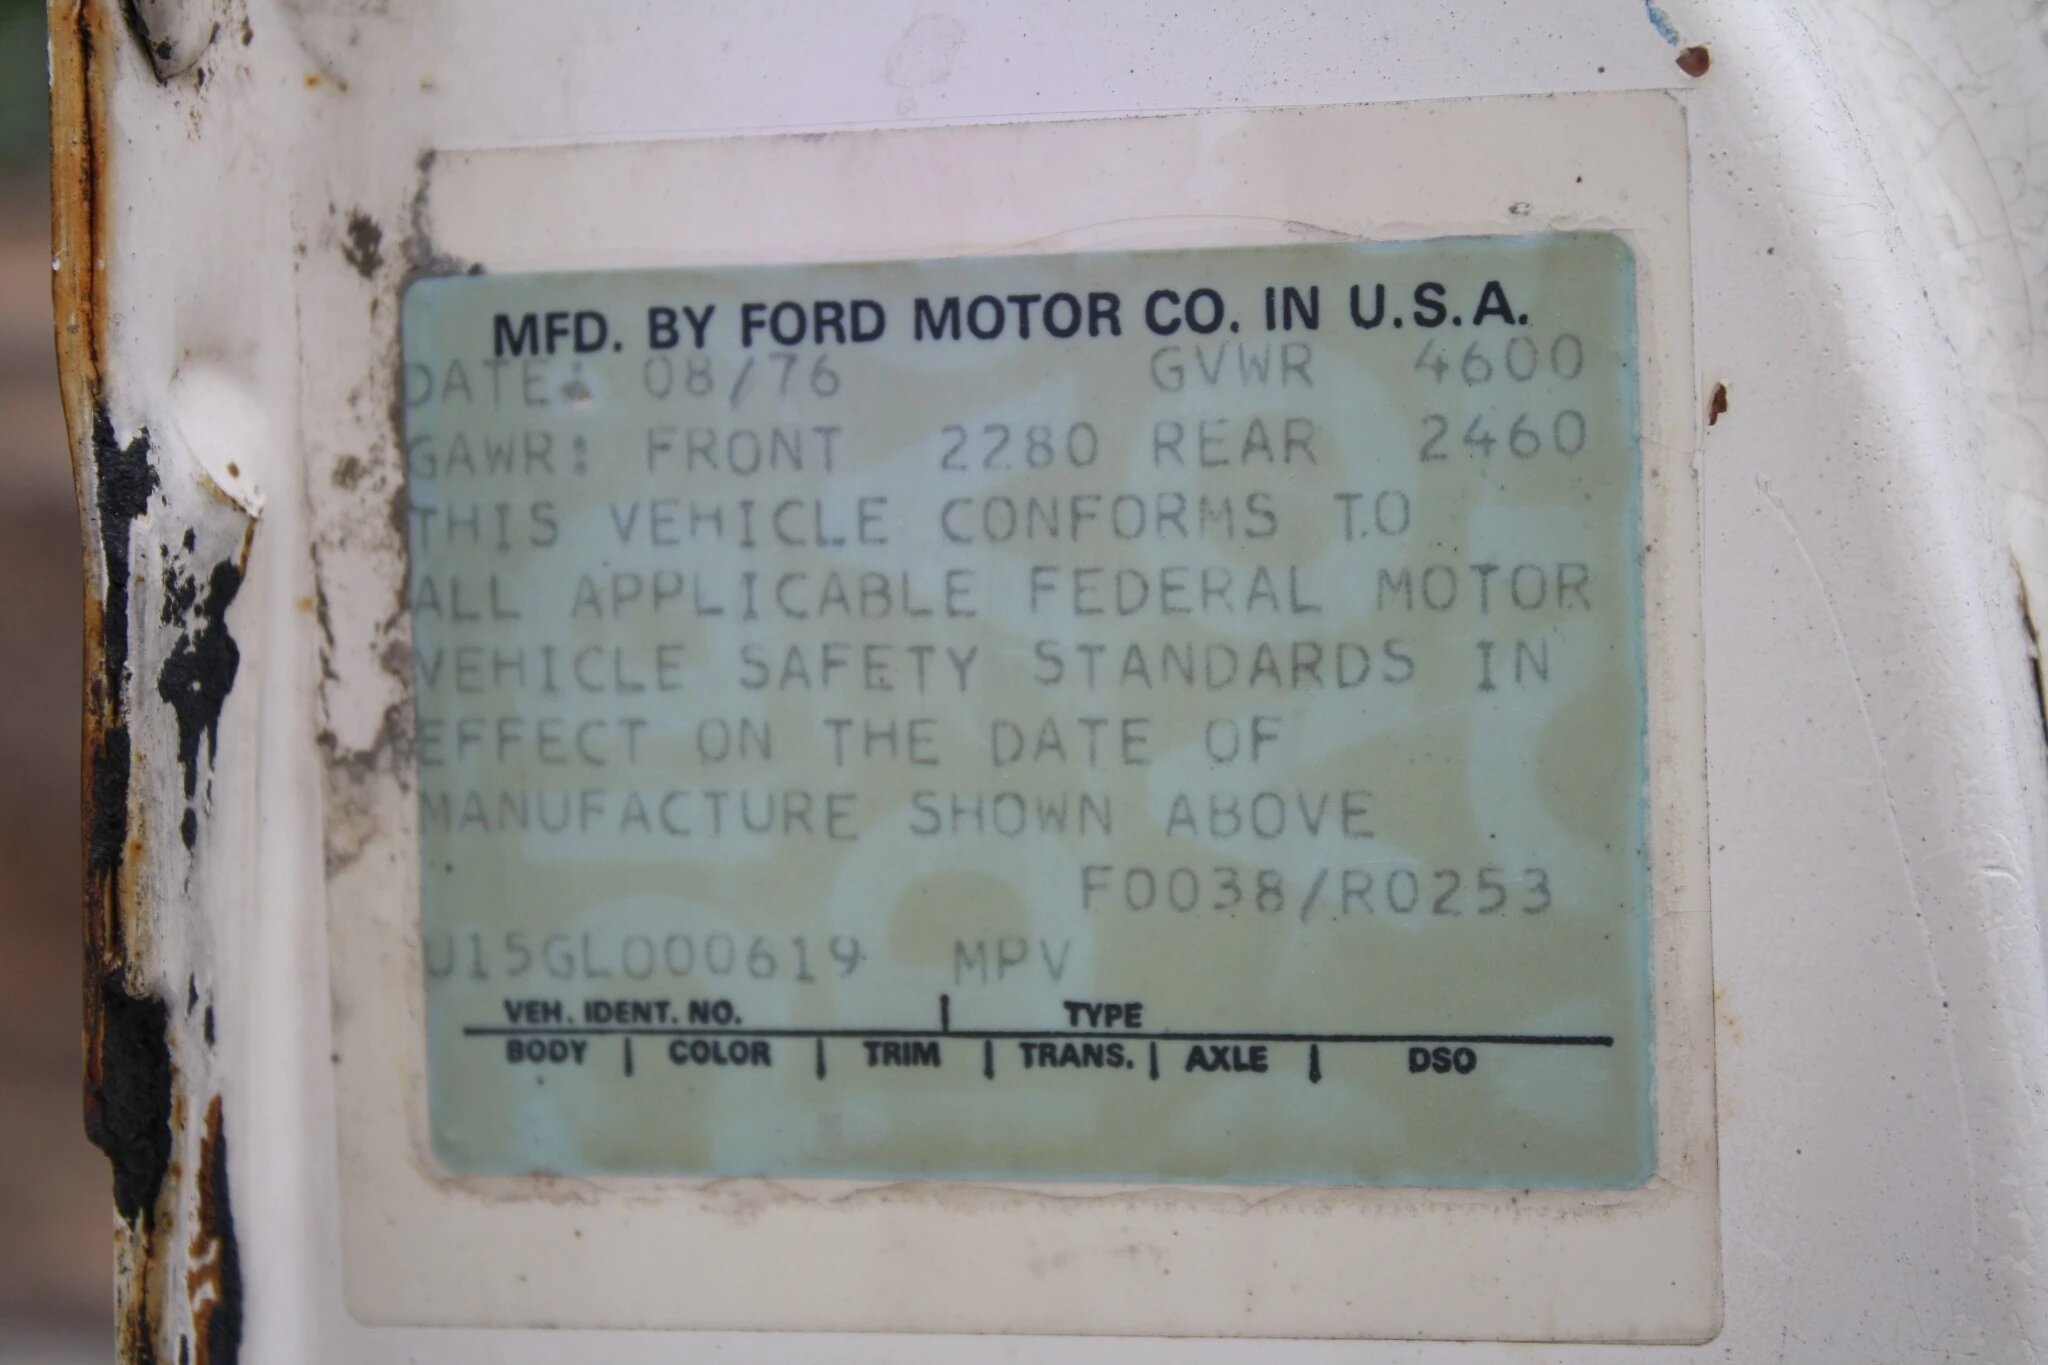 MFD. BY FORD MOTOR CO. IN U.S.A.
DATE: 08/76 GVWR 4600
GAWR: FRONT 2280 REAR 2460
THIS VEHICLE CONFORMS TO
ALL APPLICABLE FEDERAL MOTOR
VEHICLE SAFETY STANDARDS IN
EFFECT ON THE DATE OF
MANUFACTURE SHOWN ABOVE
F0038/R0253
U15GL000619 MPV
VEH. IDENT. NO. | TYPE
BODY | COLOR | TRIM | TRANS. | AXLE | DSO